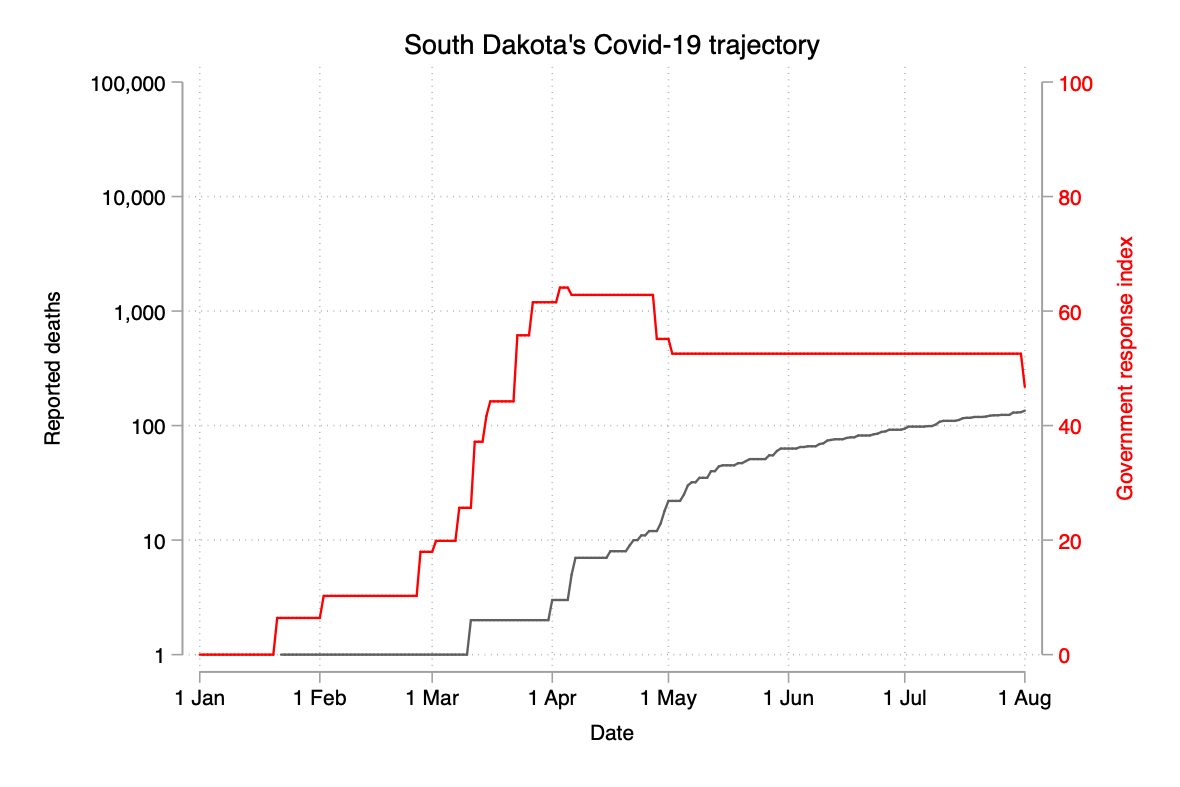 South Dakota's Covid-19 trajectory
100,000
10,000
1,000
100
10
1
Reported deaths
100
80
60
40
20
0
Government response index
1 Jan
1 Feb
1 Mar
1 Apr
1 May
1 Jun
1 Jul
1 Aug
Date